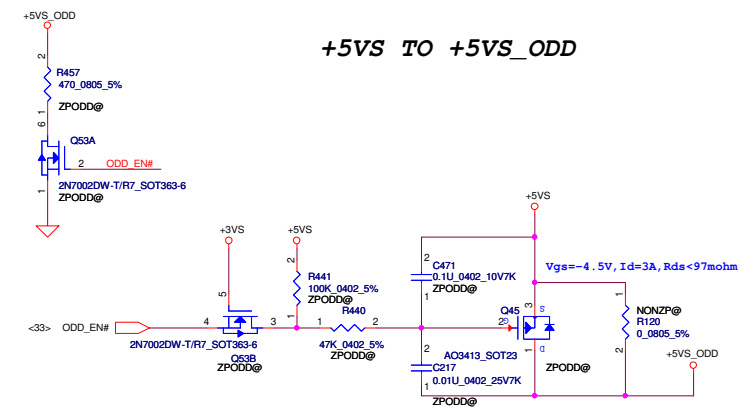 +5VS_ODD
+5VS TO +5VS_ODD
2
R457
470_0805_5%
1
ZPODD@
6
Q53A
2
ODD_EN#
2N7002DW-T/R7_SOT363-6
1
ZPODD@
+3VS
+5VS
+5VS
2
C471
0.1U_0402_10V7K
1
ZPODD@
Vgs=-4.5V,Id=3A,Rds<97mohm
2
R441
100K_0402_5%
1
ZPODD@
5
<33>
ODD_EN#
4
3
2N7002DW-T/R7_SOT363-6
Q53B
ZPODD@
R440
1
2
47K_0402_5%
Q45
2
G
3
S
1
D
AO3413_SOT23
ZPODD@
1
NONZP@
R120
0_0805_5%
2
+5VS_ODD
2
C217
0.01U_0402_25V7K
1
ZPODD@